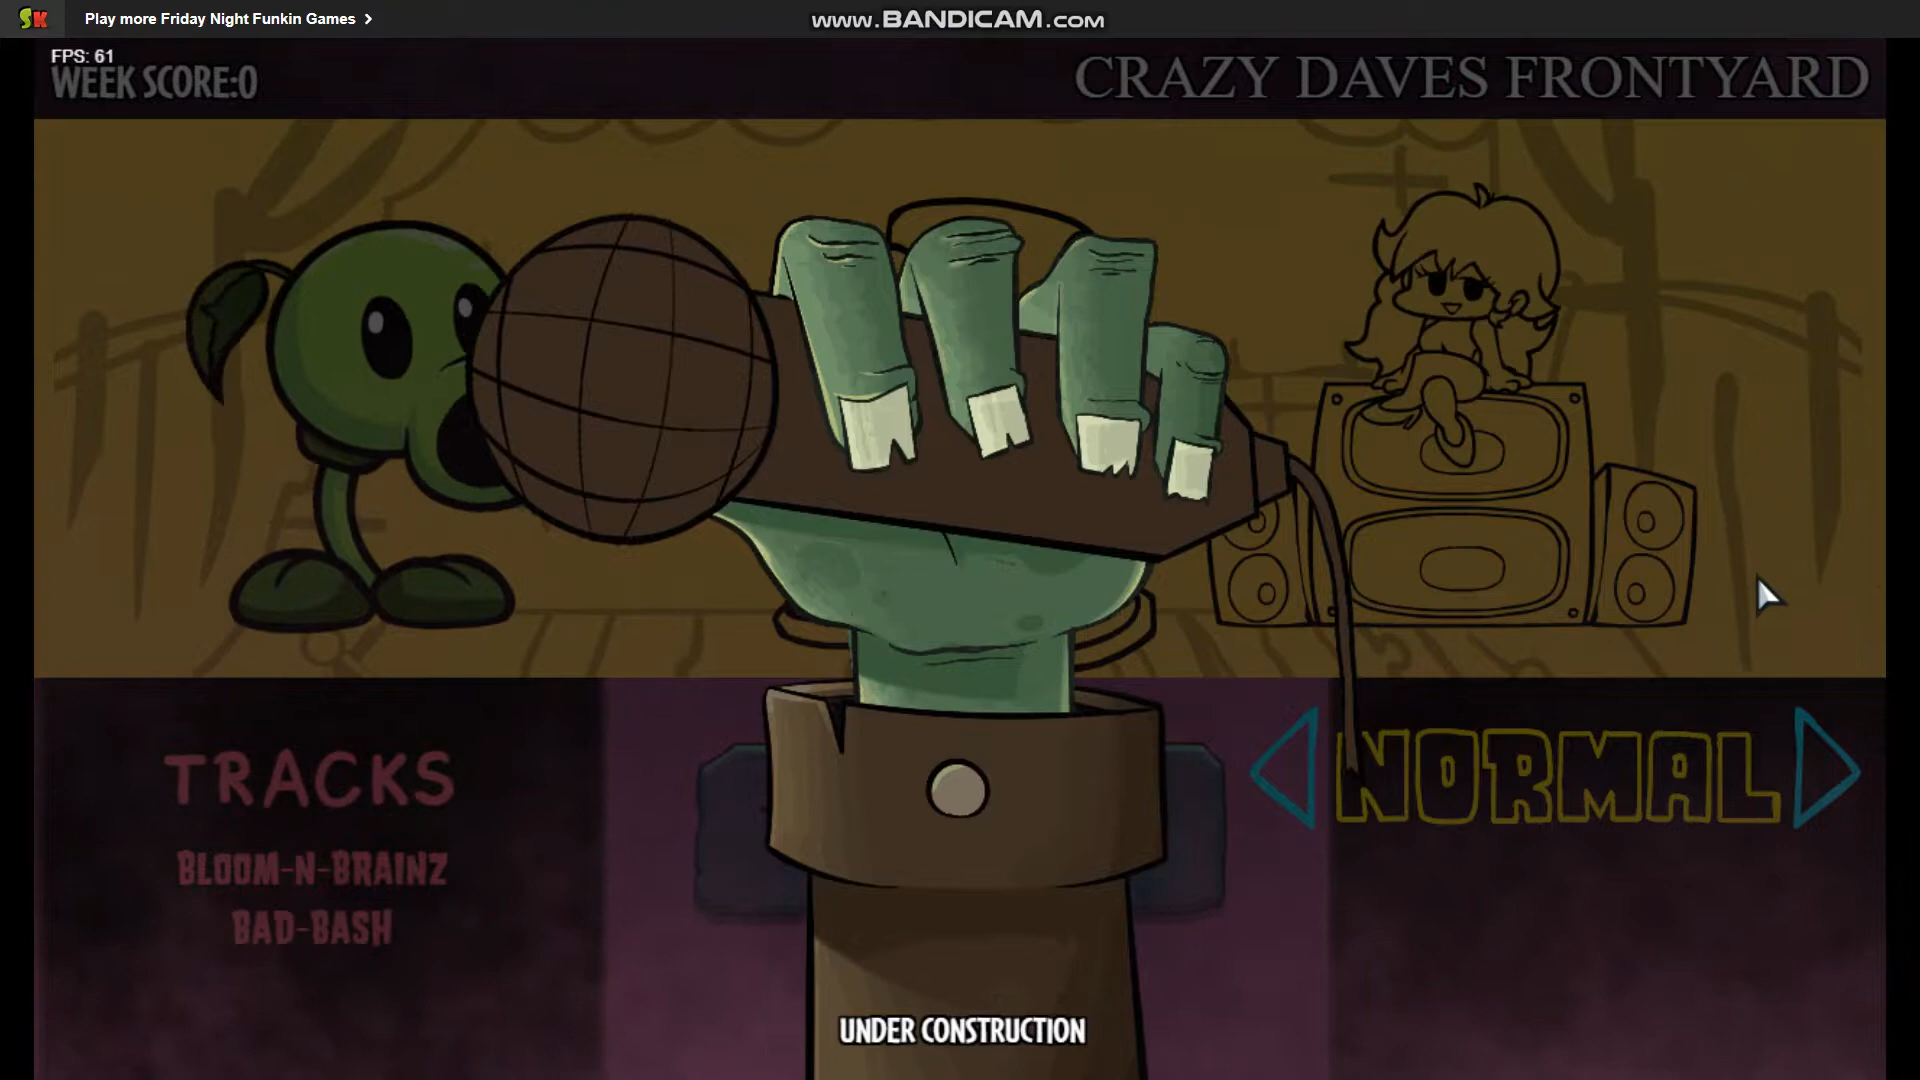 SK
Play more Friday Night Funkin Games >
www.BANDICAM.com
FPS: 61
WEEK SCORE:0
CRAZY DAVES FRONTYARD
TRACKS
NORMAL
BLOOM-N-BRAINZ
BAD-BASH
UNDER CONSTRUCTION